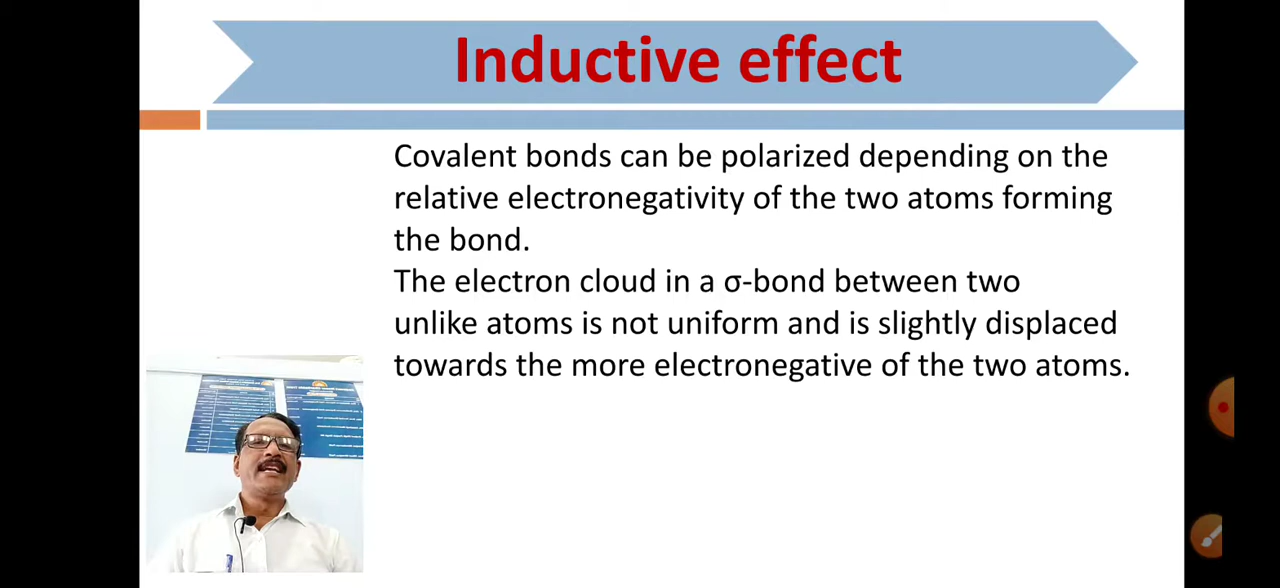 Inductive effect
Covalent bonds can be polarized depending on the
relative electronegativity of the two atoms forming
the bond.
The electron cloud in a σ-bond between two
unlike atoms is not uniform and is slightly displaced
towards the more electronegative of the two atoms.